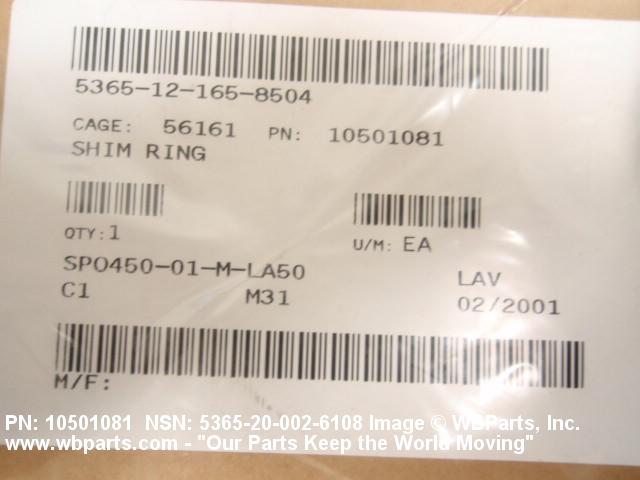 5365-12-165-8504
CAGE: 56161 PN: 10501081
SHIM RING
QTY:1 U/M: EA
SPO450-01-M-LA50 LAV
C1 M31 02/2001
M/F:
PN: 10501081 NSN: 5365-20-002-6108 Image © WBParts, Inc.
www.wbparts.com - "Our Parts Keep the World Moving"